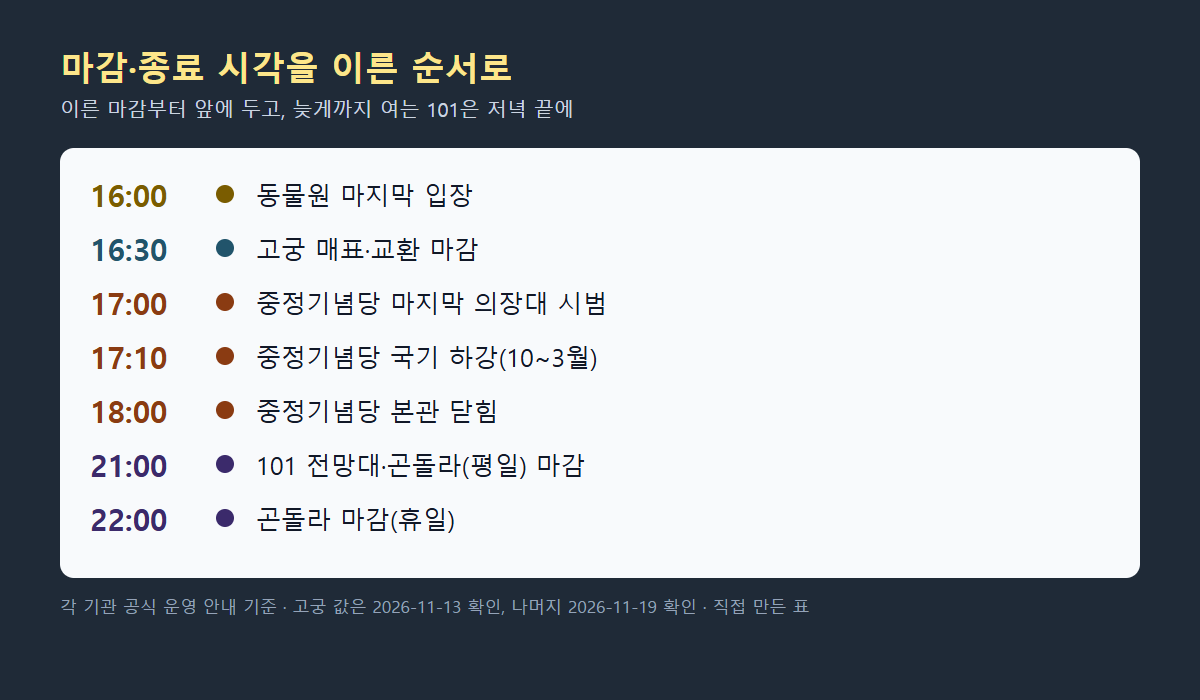 마감·종료 시각을 이른 순서로
이른 마감부터 앞에 두고, 늦게까지 여는 101은 저녁 끝에
16:00 동물원 마지막 입장
16:30 고궁 매표·교환 마감
17:00 중정기념당 마지막 의장대 시범
17:10 중정기념당 국기 하강(10~3월)
18:00 중정기념당 본관 닫힘
21:00 101 전망대·곤돌라(평일) 마감
22:00 곤돌라 마감(휴일)
각 기관 공식 운영 안내 기준 · 고궁 값은 2026-11-13 확인, 나머지 2026-11-19 확인 · 직접 만든 표